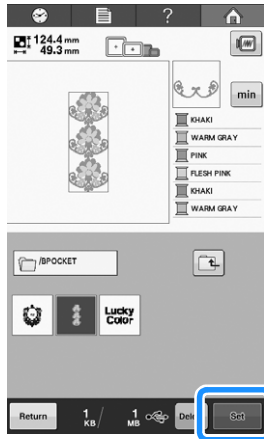 ?
124.4 mm
49.3 mm
min
KHAKI
WARM GRAY
PINK
FLESH PINK
KHAKI
WARM GRAY
/BPOCKET
Lucky
Color
Return
1 KB / 1 MB
Set